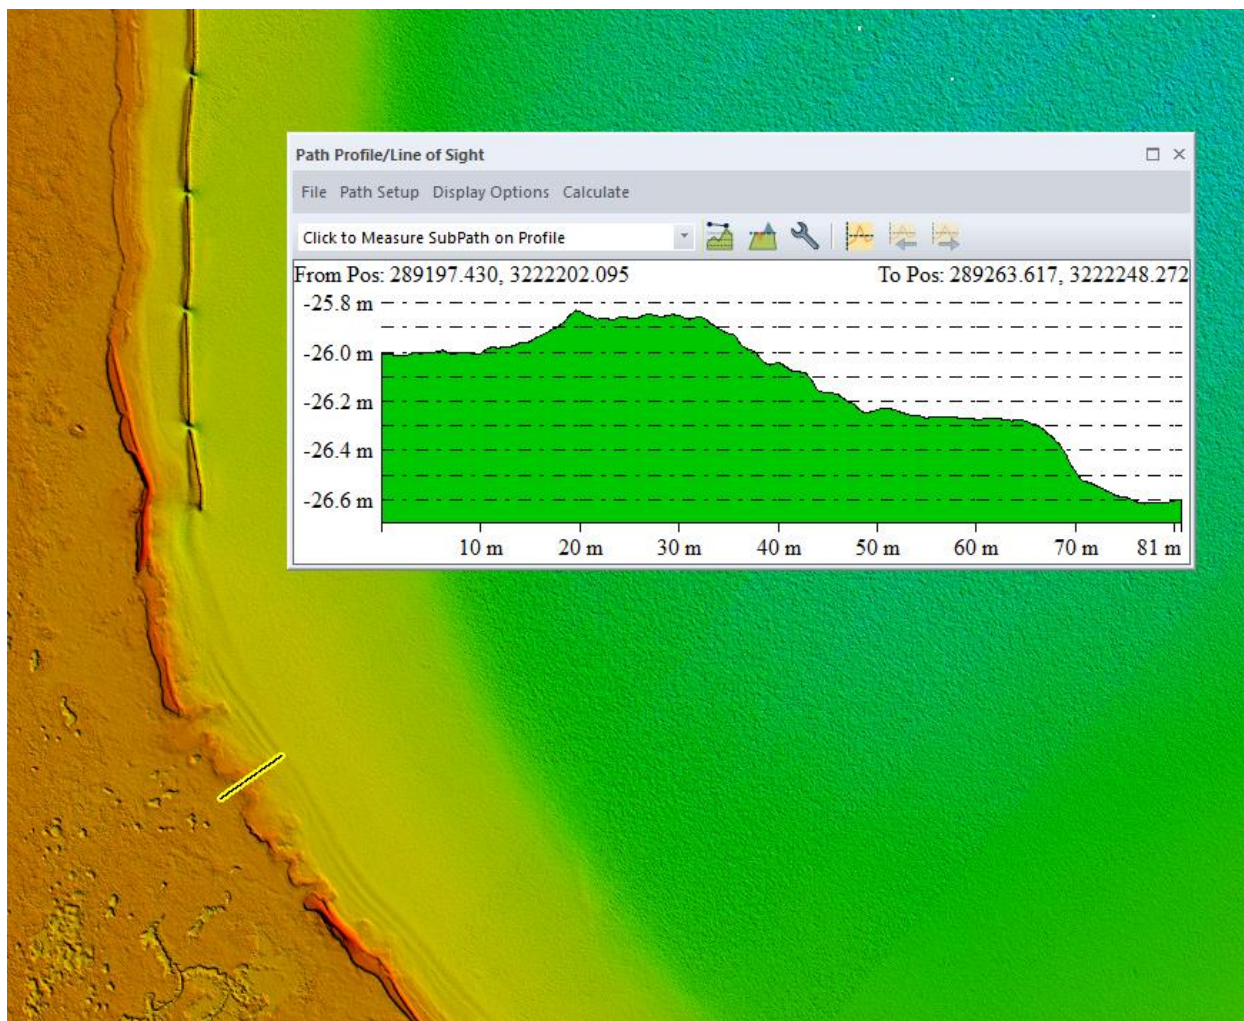 Path Profile/Line of Sight
File Path Setup Display Options Calculate
Click to Measure SubPath on Profile
From Pos: 289197.430, 3222202.095 To Pos: 289263.617, 3222248.272
-25.8 m
-26.0 m
-26.2 m
-26.4 m
-26.6 m
10 m 20 m 30 m 40 m 50 m 60 m 70 m 81 m